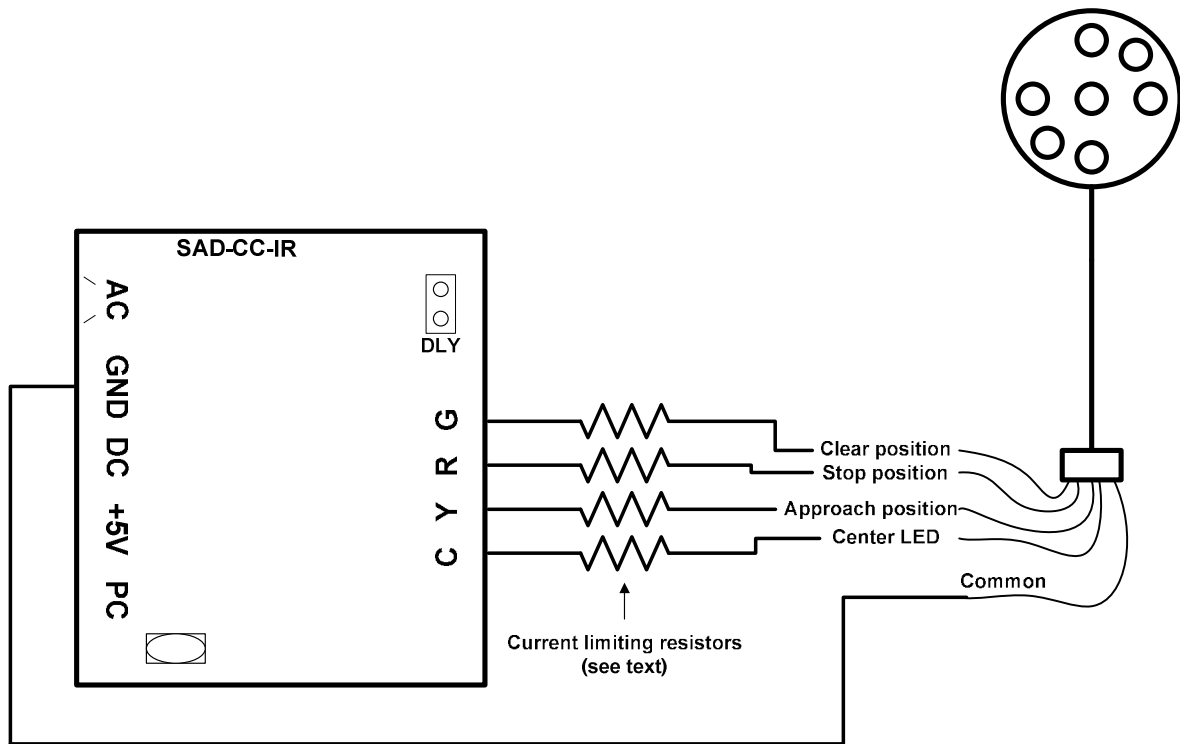 SAD-CC-IR
AC
GND
DC
+5V
PC
DLY
G
R
Y
C
Clear position
Stop position
Approach position
Center LED
Common
Current limiting resistors
(see text)